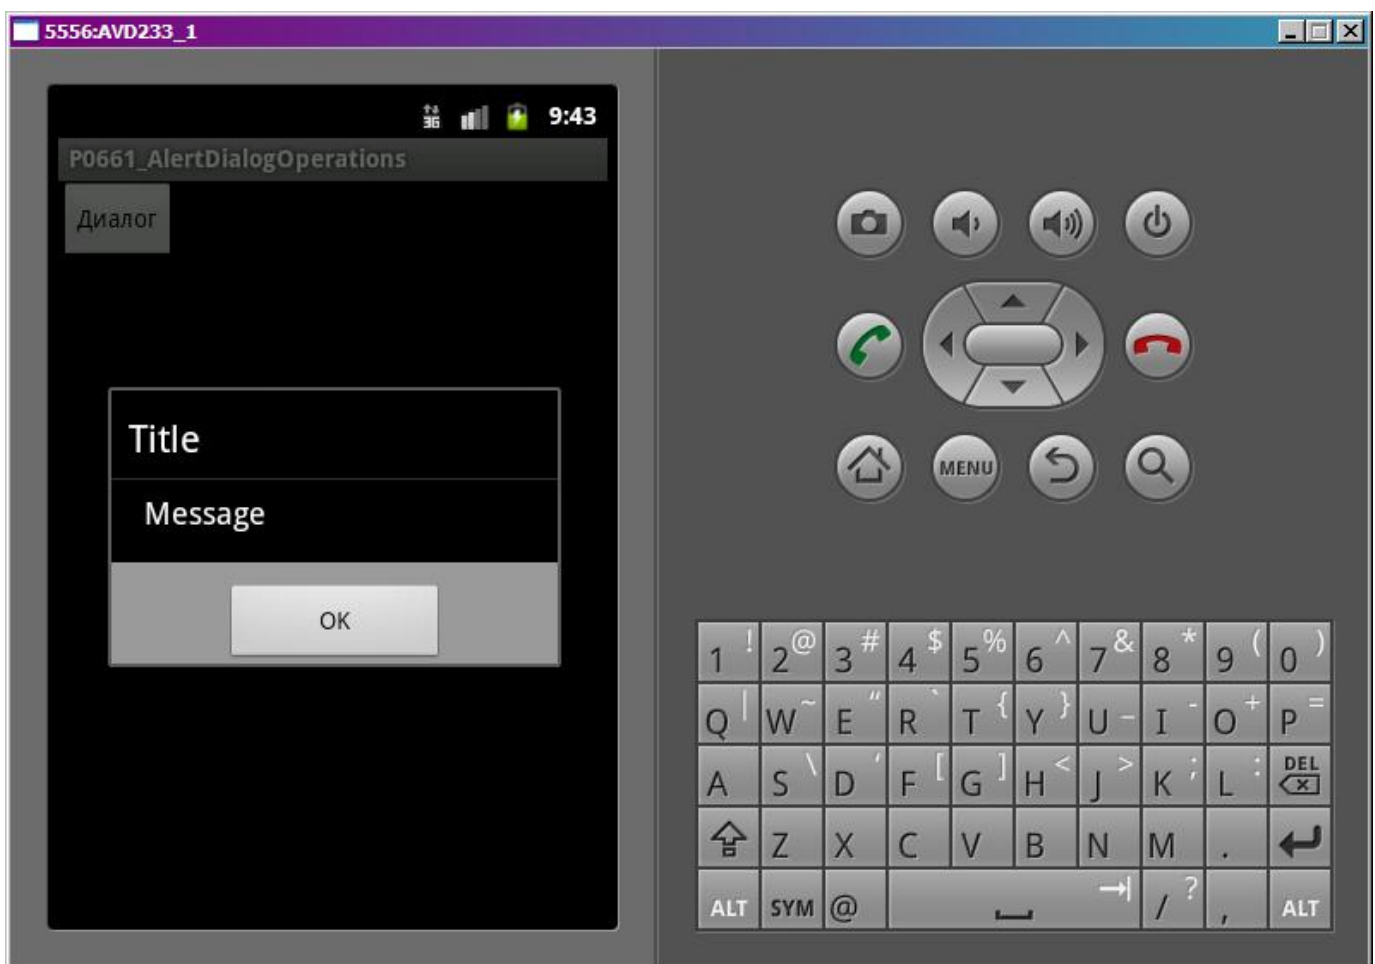 5556:AVD233_1
3G 9:43
P0661_AlertDialogOperations
Диалог
Title
Message
OK
MENU
1 ! 2 @ 3 # 4 $ 5 % 6 ^ 7 & 8 * 9 ( 0 )
Q | W ~ E " R ` T { Y } U _ I - O + P =
A S \ D ' F [ G ] H < J > K ; L : DEL
Z X C V B N M .
ALT SYM @ / ? , ALT